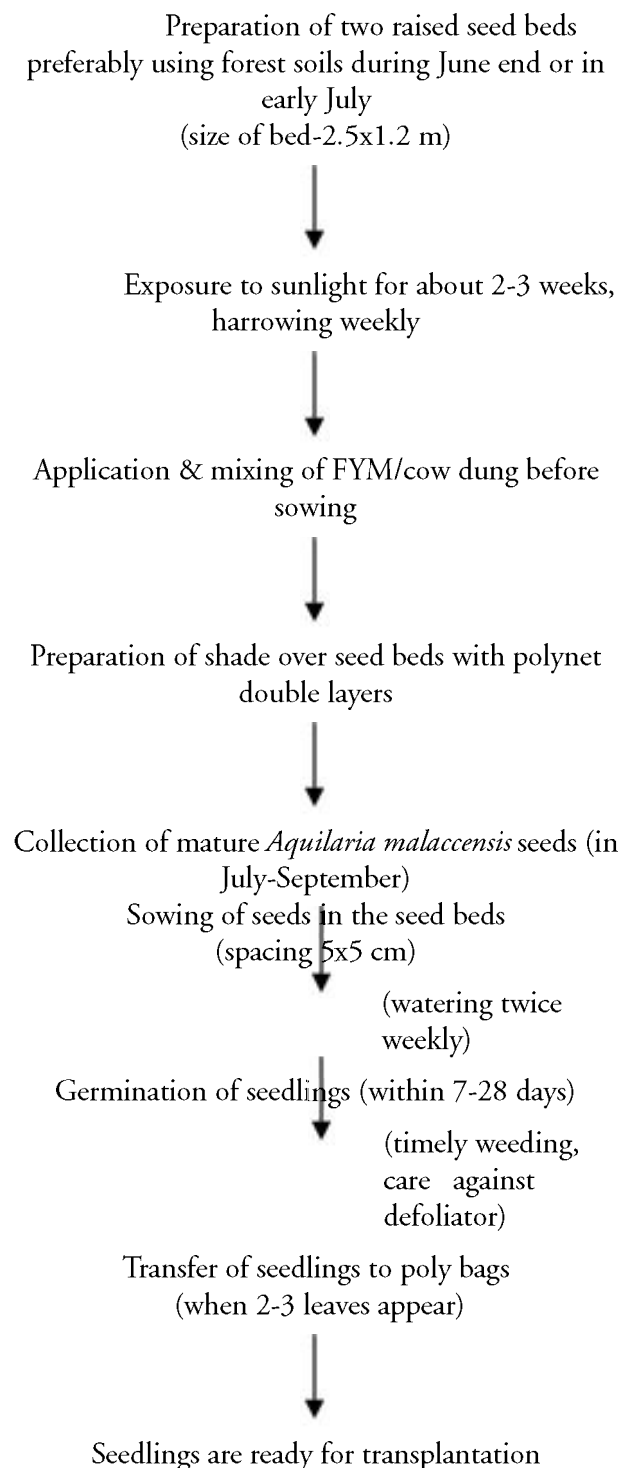 Preparation of two raised seed beds
preferably using forest soils during June end or in
early July
(size of bed-2.5x1.2 m)
Exposure to sunlight for about 2-3 weeks,
harrowing weekly
Application & mixing of FYM/cow dung before
sowing
Preparation of shade over seed beds with polynet
double layers
Collection of mature Aquilaria malaccensis seeds (in
July-September)
Sowing of seeds in the seed beds
(spacing 5x5 cm)
(watering twice
weekly)
Germination of seedlings (within 7-28 days)
(timely weeding,
care against
defoliator)
Transfer of seedlings to poly bags
(when 2-3 leaves appear)
Seedlings are ready for transplantation